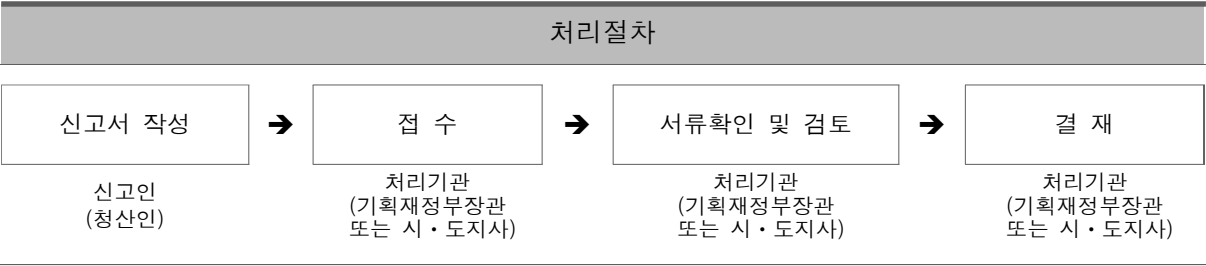 처리절차
신고서 작성 ➔ 접 수 ➔ 서류확인 및 검토 ➔ 결 재
신고인
(청산인)
처리기관
(기획재정부장관
또는 시・도지사)
처리기관
(기획재정부장관
또는 시・도지사)
처리기관
(기획재정부장관
또는 시・도지사)